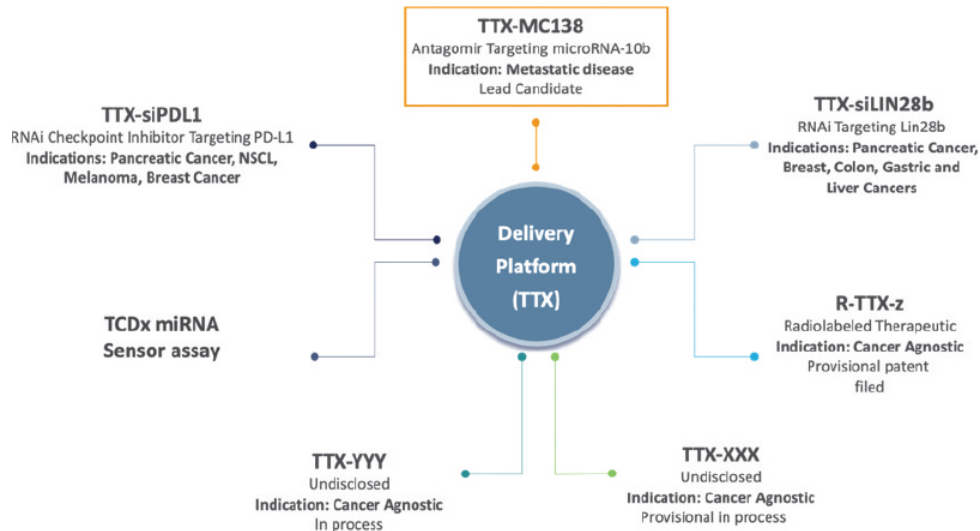 TTX-MC138
Antagomir Targeting microRNA-10b
Indication: Metastatic disease
Lead Candidate
TTX-siPDL1
RNAi Checkpoint Inhibitor Targeting PD-L1
Indications: Pancreatic Cancer, NSCL,
Melanoma, Breast Cancer
TTX-siLIN28b
RNAi Targeting Lin28b
Indications: Pancreatic Cancer,
Breast, Colon, Gastric and
Liver Cancers
Delivery
Platform
(TTX)
TCDx miRNA
Sensor assay
R-TTX-z
Radiolabeled Therapeutic
Indication: Cancer Agnostic
Provisional patent
filed
TTX-YYY
Undisclosed
Indication: Cancer Agnostic
In process
TTX-XXX
Undisclosed
Indication: Cancer Agnostic
Provisional in process